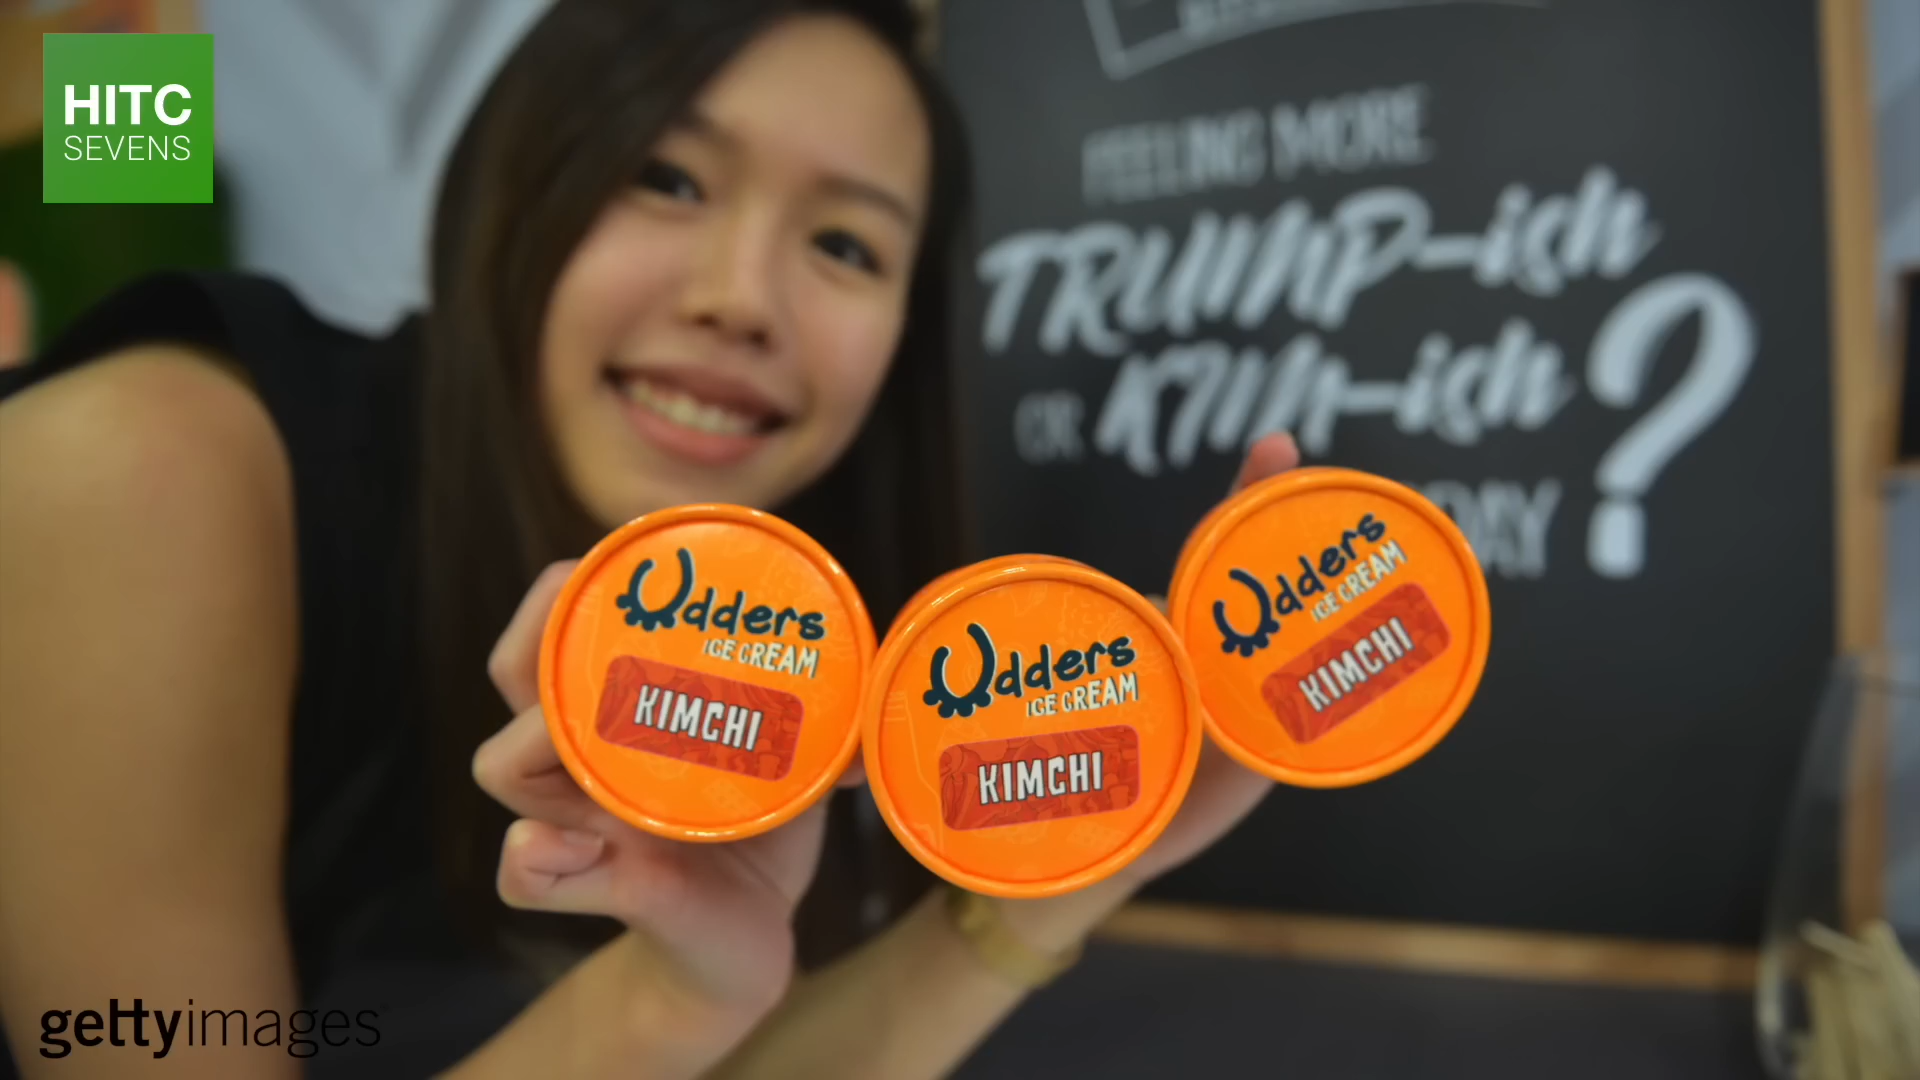 HITC
SEVENS
FEELING MORE
TRUMP-ish
OR KIM-ish ?
DAY
Udders
ICE CREAM
KIMCHI
Udders
ICE CREAM
KIMCHI
Udders
ICE CREAM
KIMCHI
gettyimages